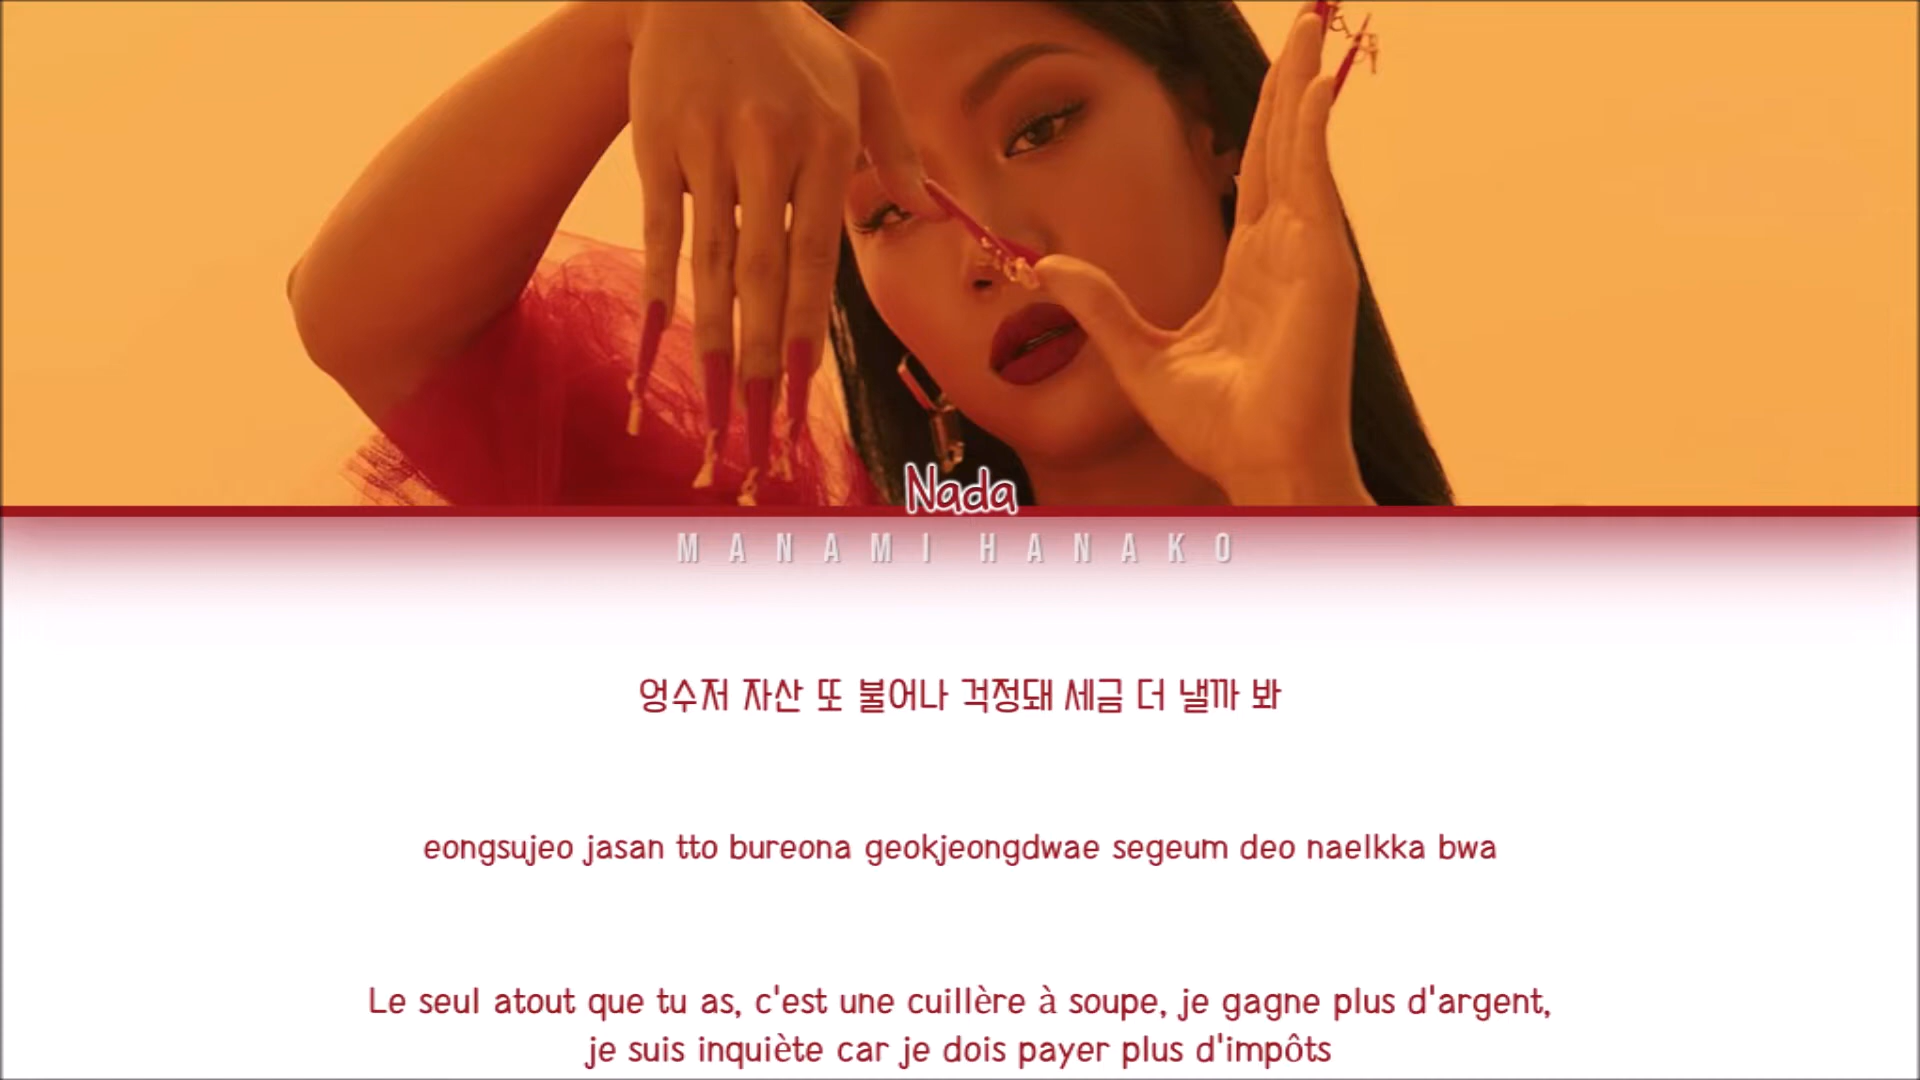 Nada
MANAMI HANAKO
엉수저 자산 또 불어나 걱정돼 세금 더 낼까 봐
eongsujeo jasan tto bureona geokjeongdwae segeum deo naelkka bwa
Le seul atout que tu as, c'est une cuillère à soupe, je gagne plus d'argent,
je suis inquiète car je dois payer plus d'impôts